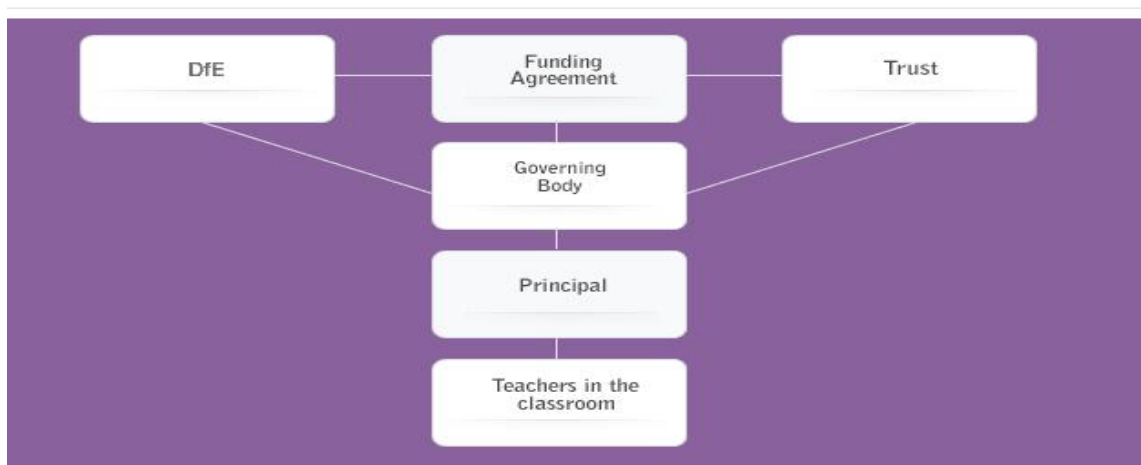 DfE
Funding
Agreement
Trust
Governing
Body
Principal
Teachers in the
classroom